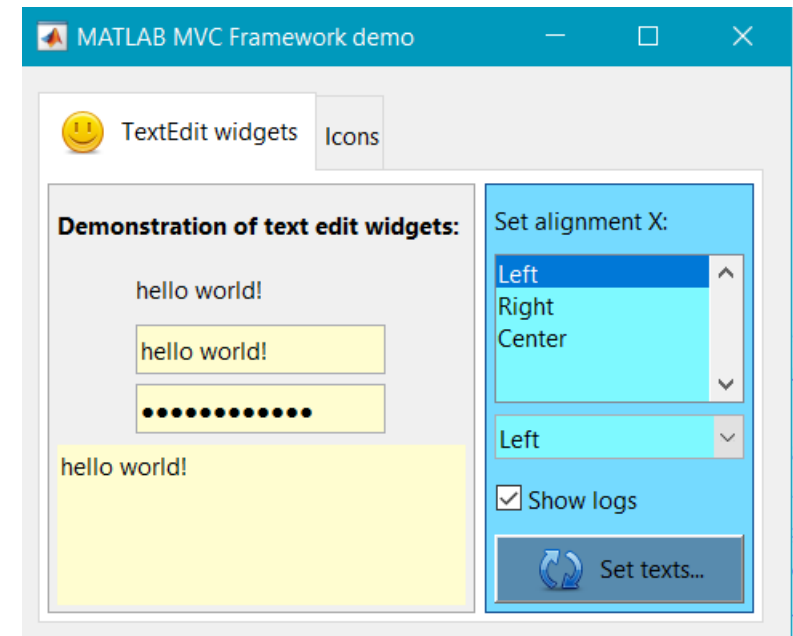 MATLAB MVC Framework demo
TextEdit widgets
Icons
Demonstration of text edit widgets:
hello world!
hello world!
●●●●●●●●●●●●
hello world!
Set alignment X:
Left
Right
Center
Left
Show logs
Set texts...